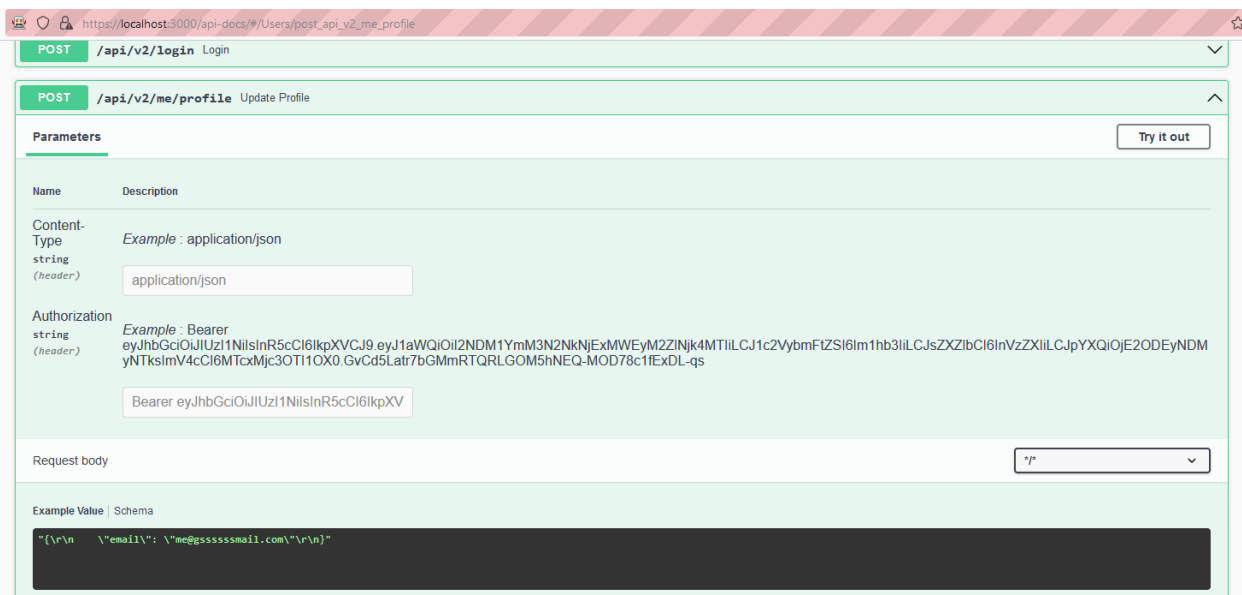 https://localhost:3000/api-docs/#/Users/post_api_v2_me_profile
POST /api/v2/login Login
POST /api/v2/me/profile Update Profile
Parameters
Try it out
Name Description
Content-Type
string
(header)
Example : application/json
application/json
Authorization
string
(header)
Example : Bearer
eyJhbGciOiJIUzI1NiIsInR5cCI6IkpXVCJ9.eyJ1aWQiOiI2NDM1YmM3N2NkNjExMWEyM2ZlNjk4MTIiLCJ1c2VybmFtZSI6Im1hb3IiLCJsZXZlbCI6InVzZXIiLCJpYXQiOjE2ODEyNDM
yNTksImV4cCI6MTcxMjc3OTI1OX0.GvCd5Latr7bGMmRTQRLGOM5hNEQ-MOD78c1fExDL-qs
Bearer eyJhbGciOiJIUzI1NiIsInR5cCI6IkpXV
Request body
*/*
Example Value | Schema
"{\r\n    \"email\": \"me@gssssssmail.com\"\r\n}"